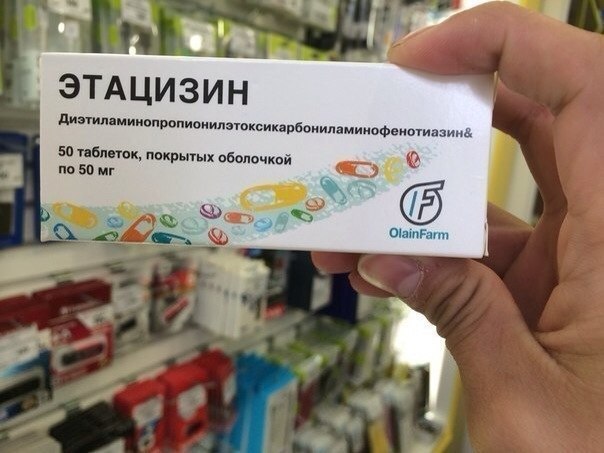 ЭТАЦИЗИН
Диэтиламинопропионилэтоксикарбониламинофенотиазин&
50 таблеток, покрытых оболочкой
по 50 мг
OlainFarm